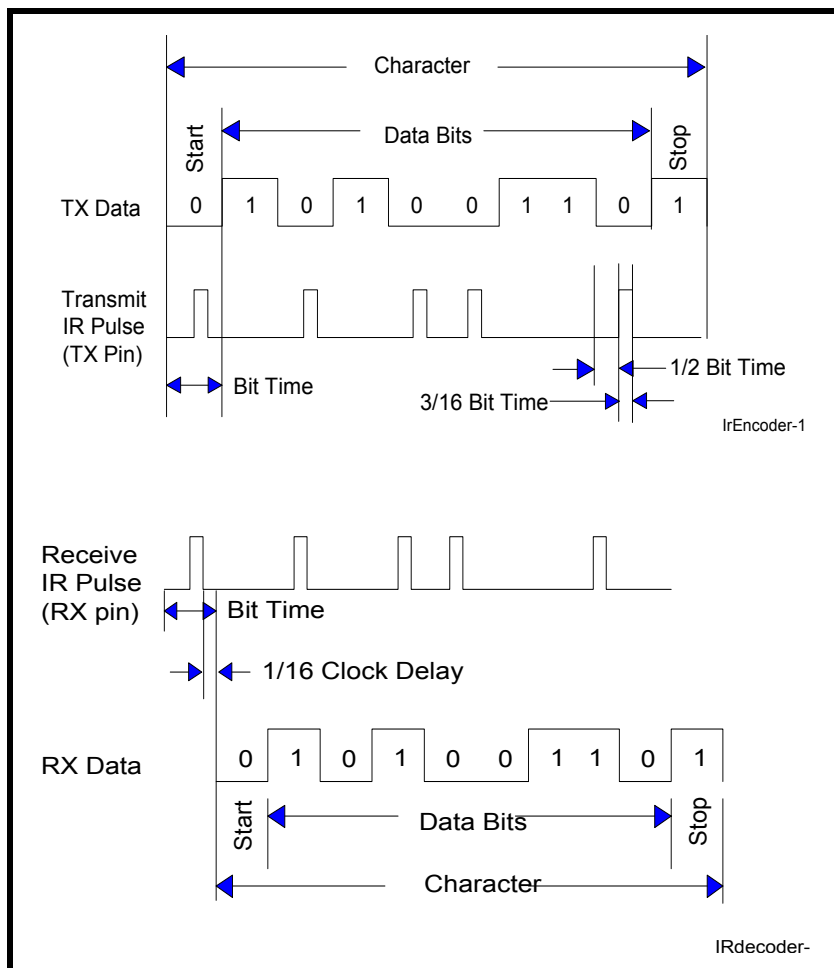 Character
Start
Data Bits
Stop
TX Data
0 1 0 1 0 0 1 1 0 1
Transmit
IR Pulse
(TX Pin)
Bit Time
1/2 Bit Time
3/16 Bit Time
IrEncoder-1
Receive
IR Pulse
(RX pin)
Bit Time
1/16 Clock Delay
RX Data
0 1 0 1 0 0 1 1 0 1
Start
Data Bits
Stop
Character
IRdecoder-